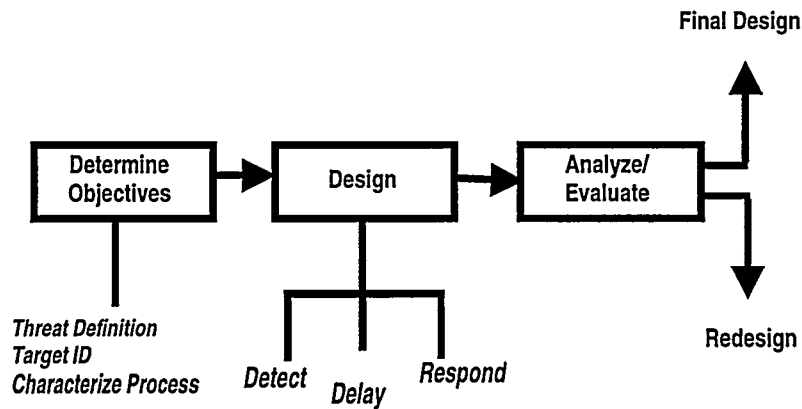 Final Design
Determine
Objectives
Design
Analyze/
Evaluate
Threat Definition
Target ID
Characterize Process
Detect
Delay
Respond
Redesign